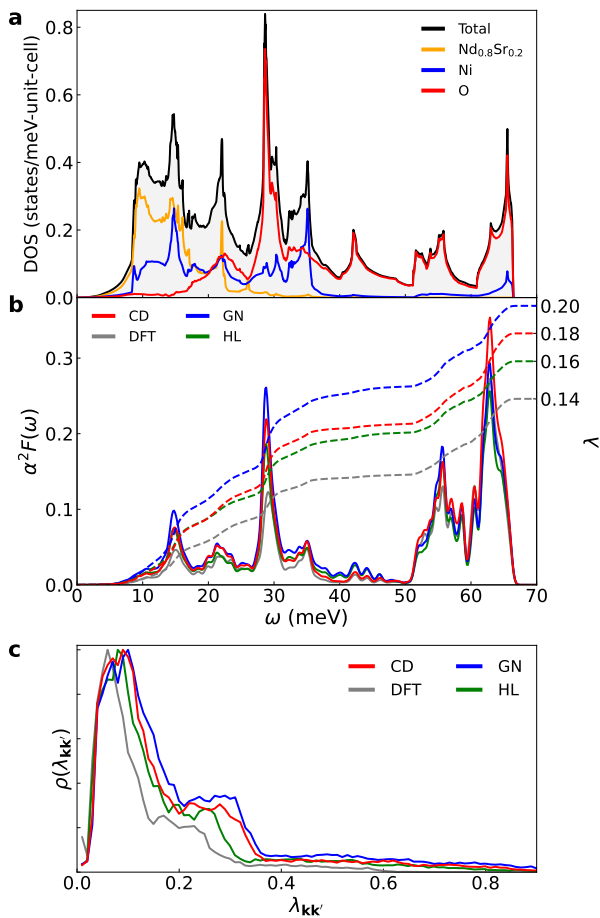 a
DOS (states/meV-unit-cell)
0.8
0.6
0.4
0.2
0.0
Total
Nd₀.₈Sr₀.₂
Ni
O
b
α²F(ω)
0.3
0.2
0.1
0.0
CD
GN
DFT
HL
0.20
0.18
0.16
0.14
λ
0 10 20 30 40 50 60 70
ω (meV)
c
ρ(λ𝐤𝐤′)
CD
GN
DFT
HL
0.0 0.2 0.4 0.6 0.8
λ𝐤𝐤′